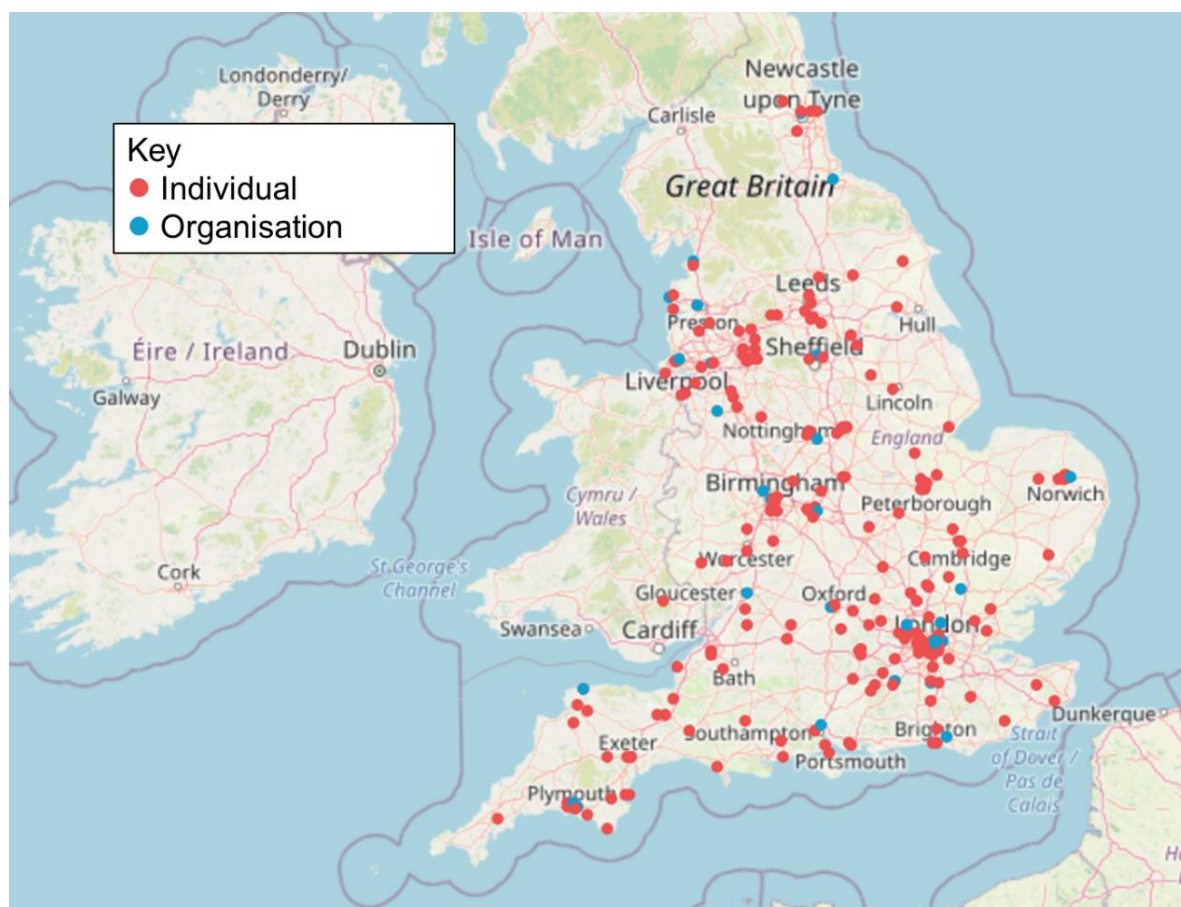 Newcastle
upon Tyne
Londonderry/
Derry
Carlisle
Key
Individual
Organisation
Great Britain
Isle of Man
Leeds
Preston
Hull
Éire / Ireland
Dublin
Sheffield
Galway
Liverpool
Lincoln
Nottingham
England
Birmingham
Cymru /
Wales
Peterborough
Norwich
Worcester
Cambridge
Cork
St George's
Channel
Gloucester
Oxford
Swansea
Cardiff
London
Bath
Dunkerque
Southampton
Brighton
Exeter
Portsmouth
Strait
of Dover /
Pas de
Calais
Plymouth